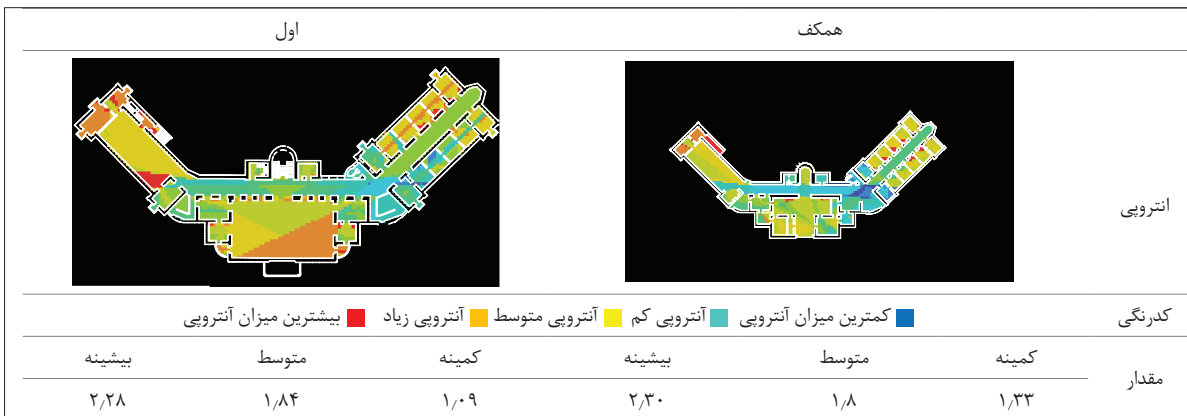 همکف اول
انتروپی
کدرنگی کمترین میزان آنتروپی آنتروپی کم آنتروپی متوسط آنتروپی زیاد بیشترین میزان آنتروپی
مقدار
کمینه متوسط بیشینه کمینه متوسط بیشینه
۱٫۳۳ ۱٫۸ ۲٫۳۰ ۱٫۰۹ ۱٫۸۴ ۲٫۲۸